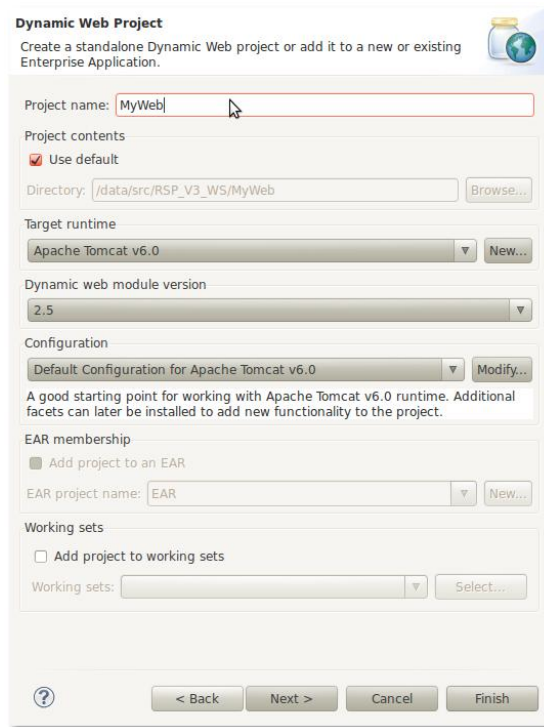 Dynamic Web Project
Create a standalone Dynamic Web project or add it to a new or existing
Enterprise Application.
Project name: MyWeb
Project contents
Use default
Directory: /data/src/RSP_V3_WS/MyWeb Browse...
Target runtime
Apache Tomcat v6.0 New...
Dynamic web module version
2.5
Configuration
Default Configuration for Apache Tomcat v6.0 Modify...
A good starting point for working with Apache Tomcat v6.0 runtime. Additional
facets can later be installed to add new functionality to the project.
EAR membership
Add project to an EAR
EAR project name: EAR New...
Working sets
Add project to working sets
Working sets: Select...
? < Back Next > Cancel Finish